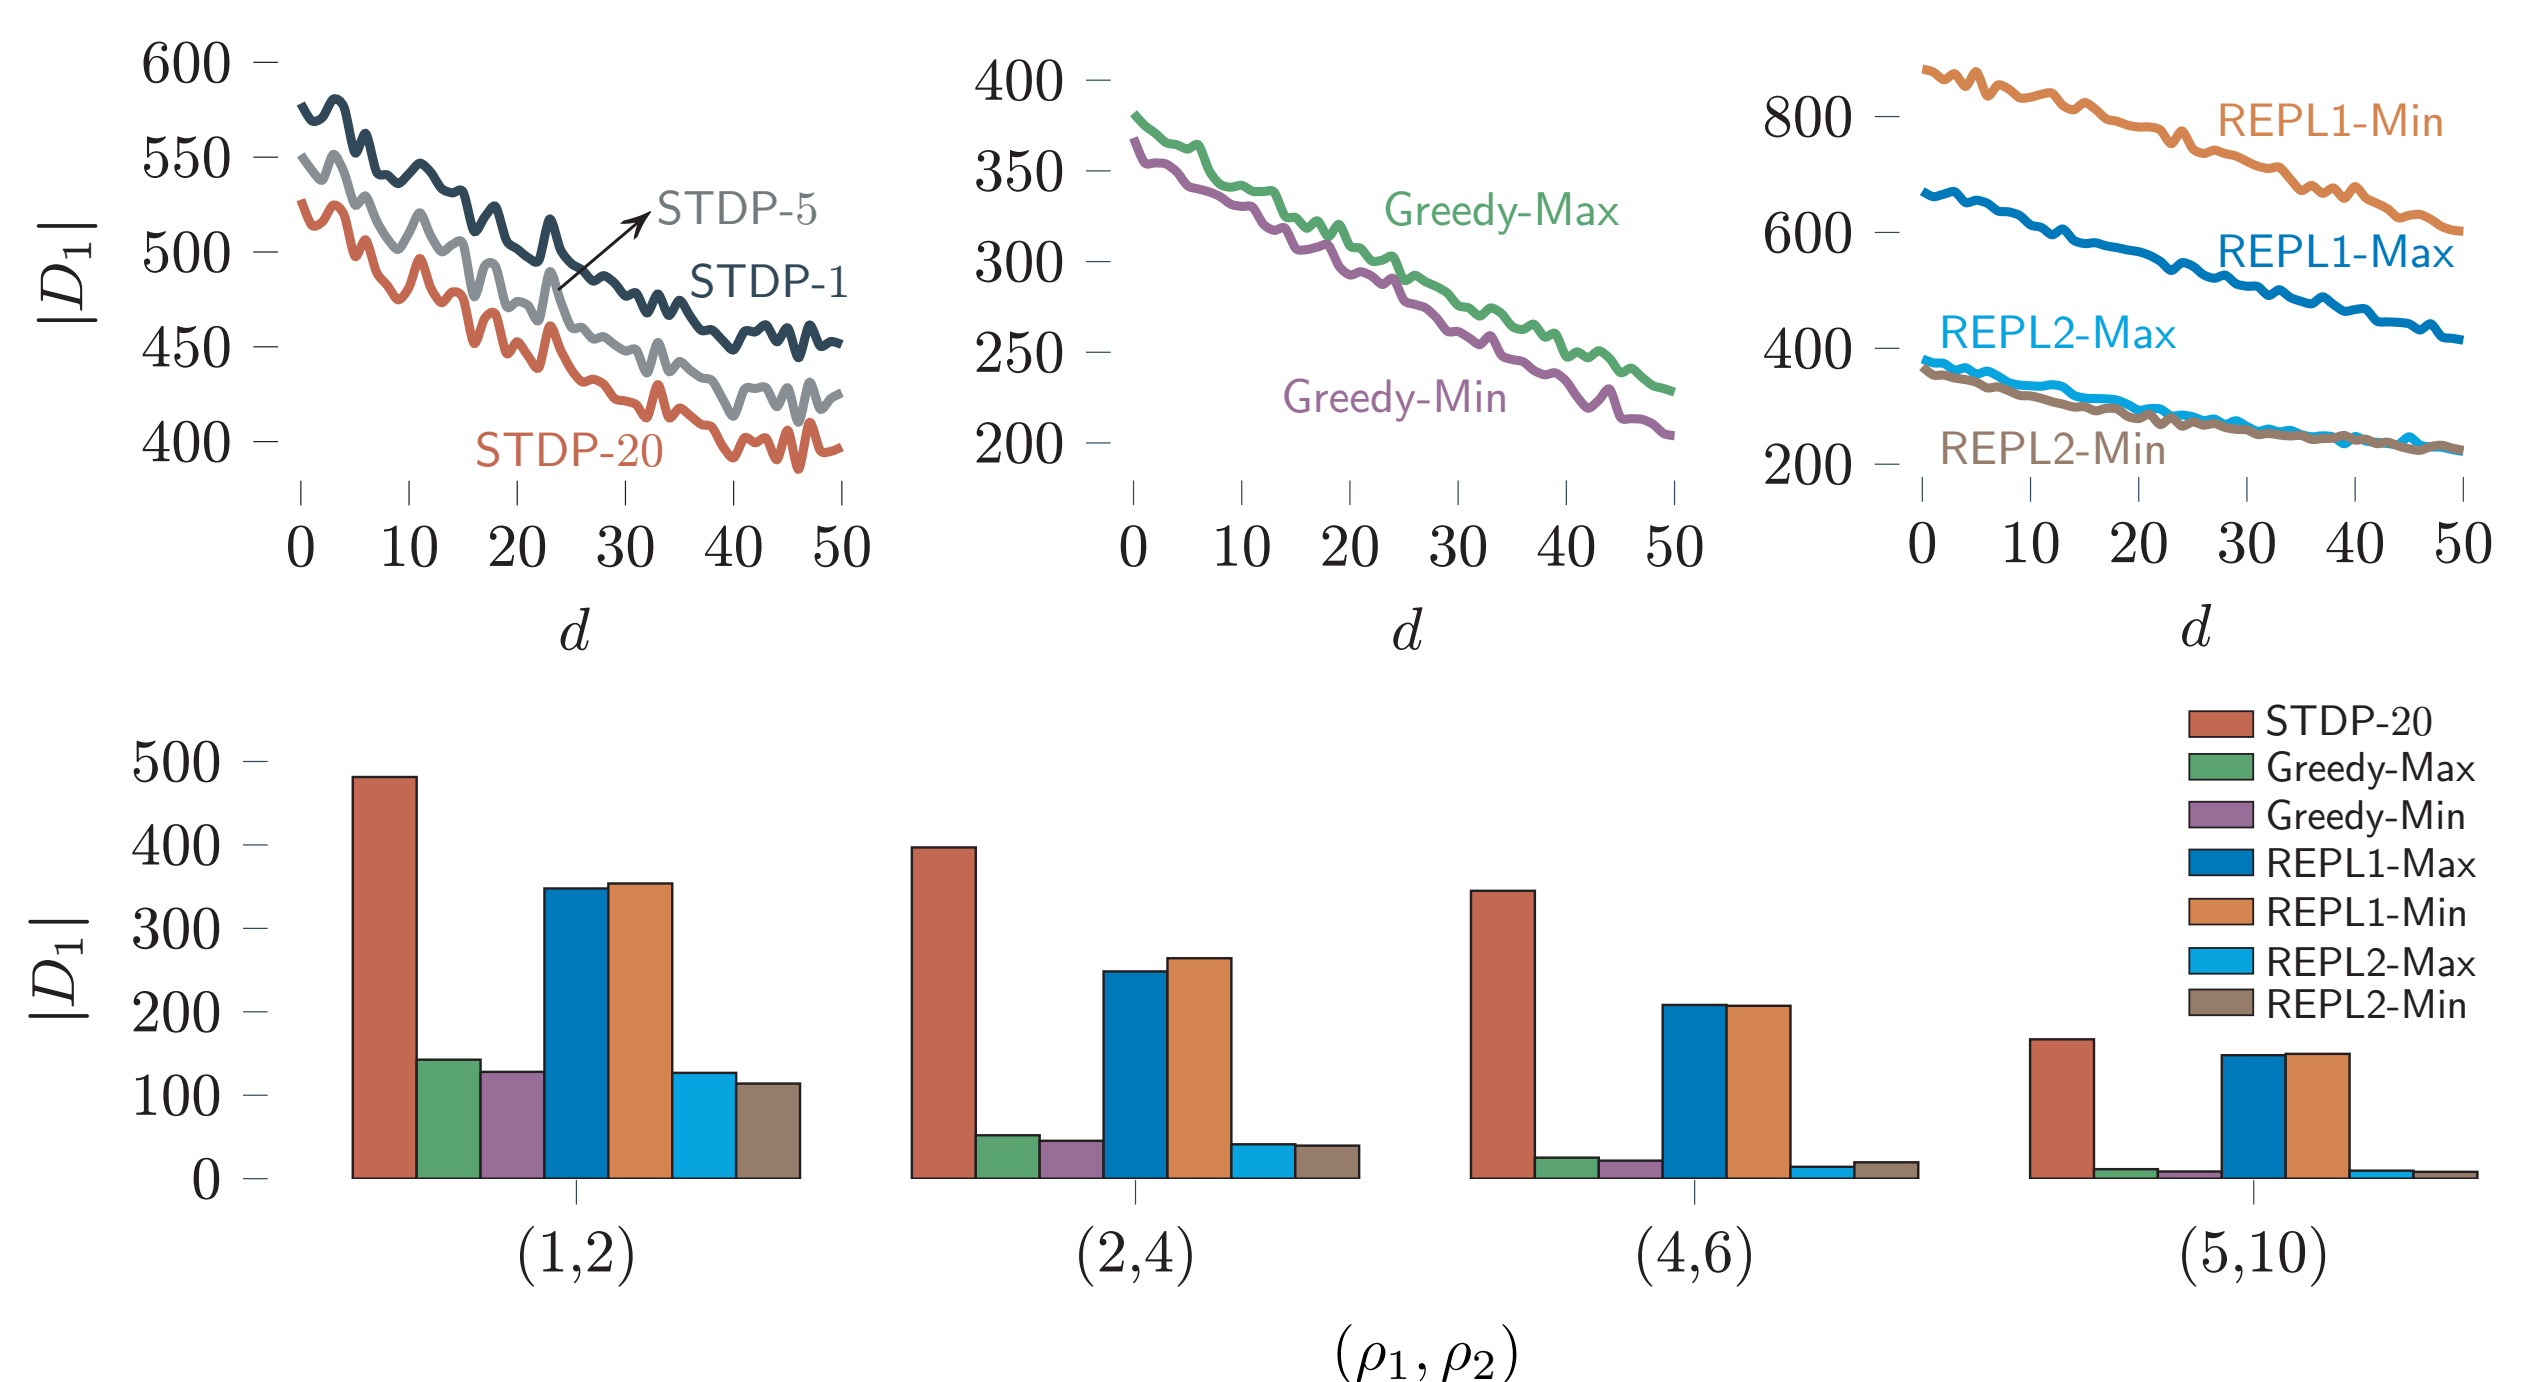 600
550
500
450
400
|D₁|
STDP-5
STDP-1
STDP-20
0 10 20 30 40 50
d
400
350
300
250
200
Greedy-Max
Greedy-Min
0 10 20 30 40 50
d
800
600
400
200
REPL1-Min
REPL1-Max
REPL2-Max
REPL2-Min
0 10 20 30 40 50
d
500
400
300
200
100
0
|D₁|
STDP-20
Greedy-Max
Greedy-Min
REPL1-Max
REPL1-Min
REPL2-Max
REPL2-Min
(1,2) (2,4) (4,6) (5,10)
(ρ₁, ρ₂)